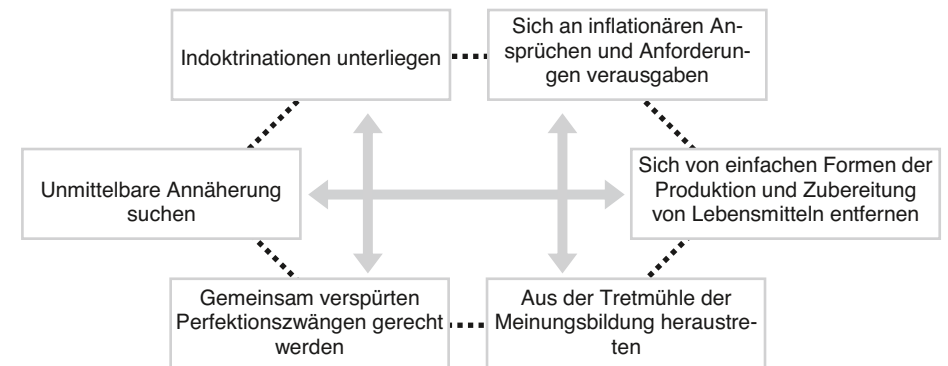 Indoktrinationen unterliegen
Sich an inflationären An-
sprüchen und Anforderun-
gen verausgaben
Unmittelbare Annäherung
suchen
Sich von einfachen Formen der
Produktion und Zubereitung
von Lebensmitteln entfernen
Gemeinsam verspürten
Perfektionszwängen gerecht
werden
Aus der Tretmühle der
Meinungsbildung heraustre-
ten